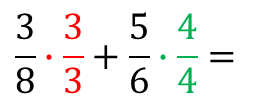 3/8 · 3/3 + 5/6 · 4/4 =